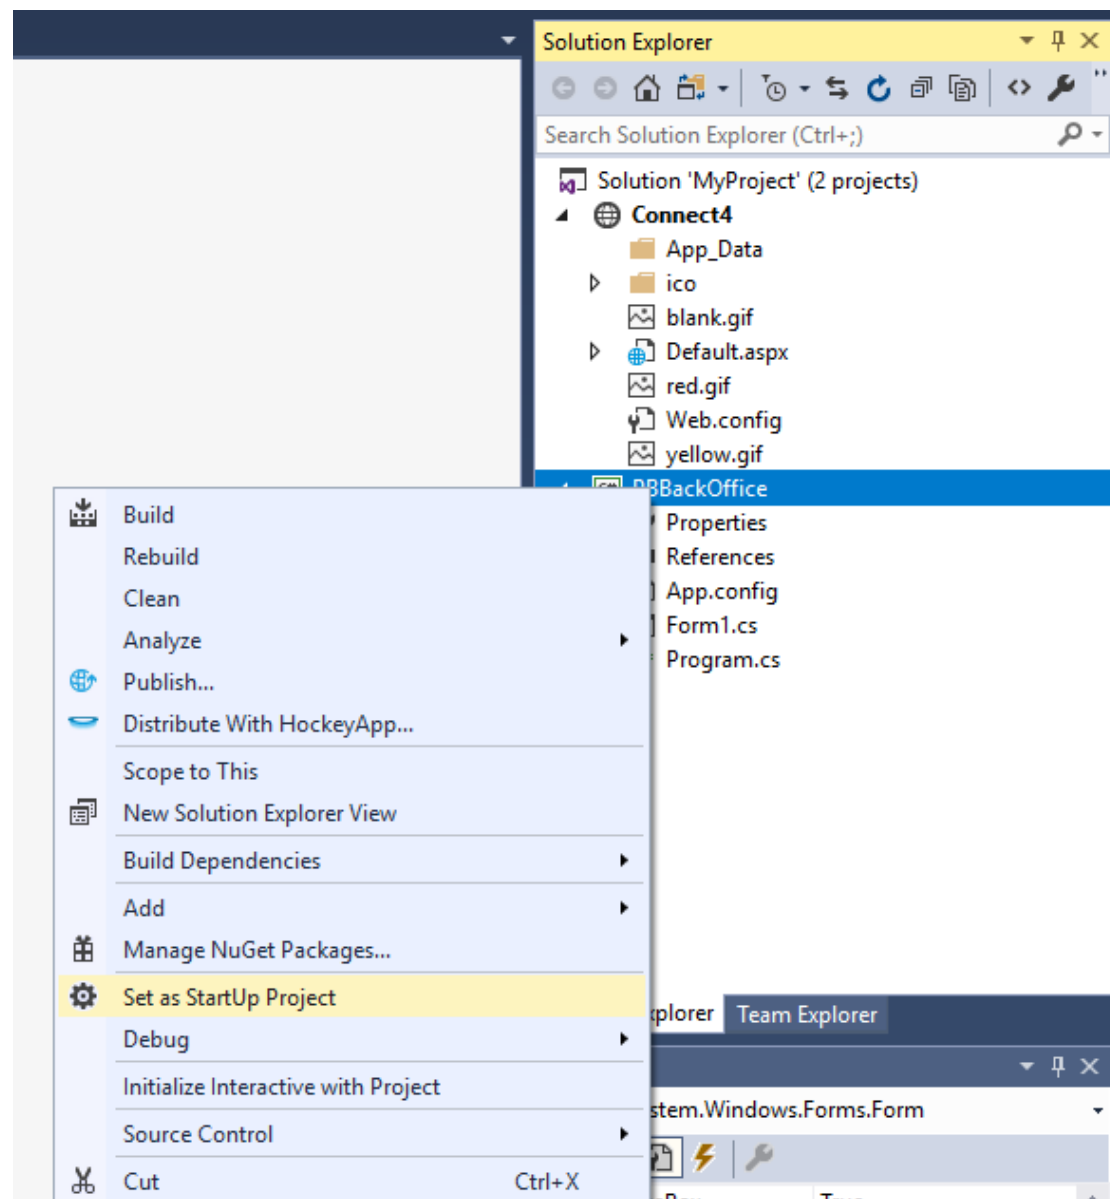 Solution Explorer
Search Solution Explorer (Ctrl+;)
Solution 'MyProject' (2 projects)
Connect4
App_Data
ico
blank.gif
Default.aspx
red.gif
Web.config
yellow.gif
BBackOffice
Properties
References
App.config
Form1.cs
Program.cs
Build
Rebuild
Clean
Analyze
Publish...
Distribute With HockeyApp...
Scope to This
New Solution Explorer View
Build Dependencies
Add
Manage NuGet Packages...
Set as StartUp Project
Debug
Initialize Interactive with Project
Source Control
Cut Ctrl+X
xplorer Team Explorer
stem.Windows.Forms.Form